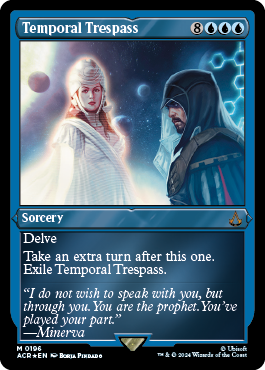 Temporal Trespass 8
Sorcery
Delve
Take an extra turn after this one.
Exile Temporal Trespass.
“I do not wish to speak with you, but
through you. You are the prophet. You’ve
played your part.”
—Minerva
M 0196
ACR★EN Borja Pindado
© Ubisoft
™ & © 2024 Wizards of the Coast